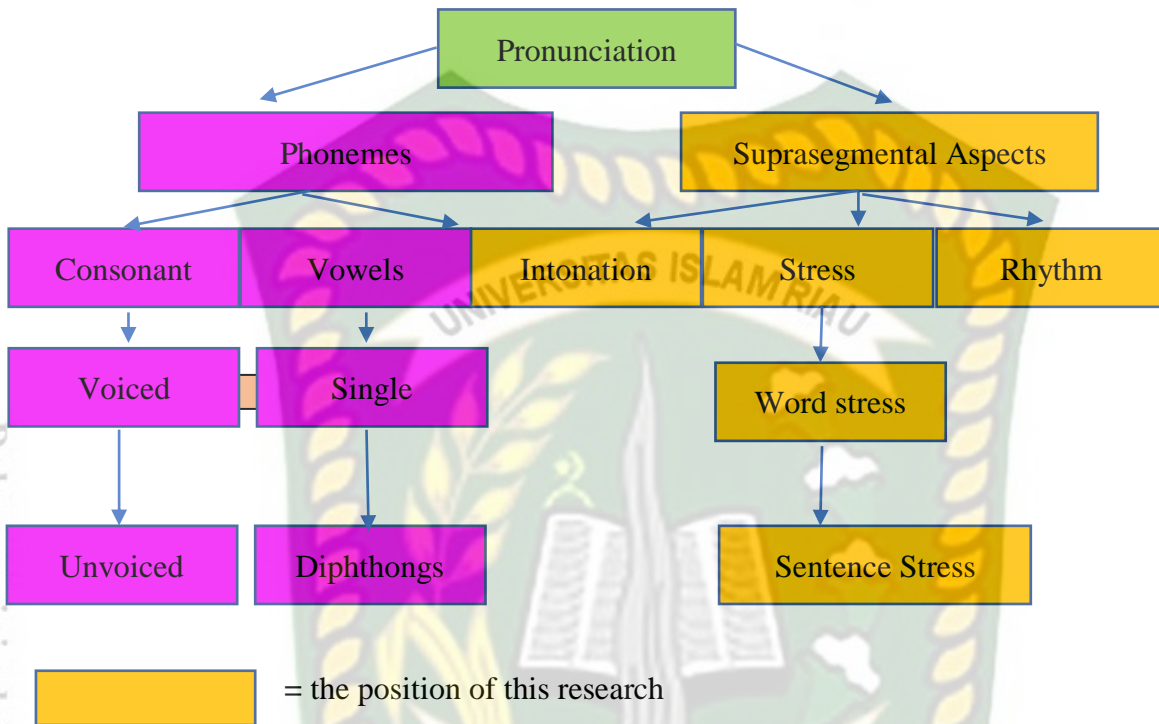 Pronunciation
Phonemes
Suprasegmental Aspects
Consonant
Vowels
Intonation
Stress
Rhythm
UNIVERSITAS ISLAM RIAU
Voiced
Single
Word stress
Unvoiced
Diphthongs
Sentence Stress
= the position of this research